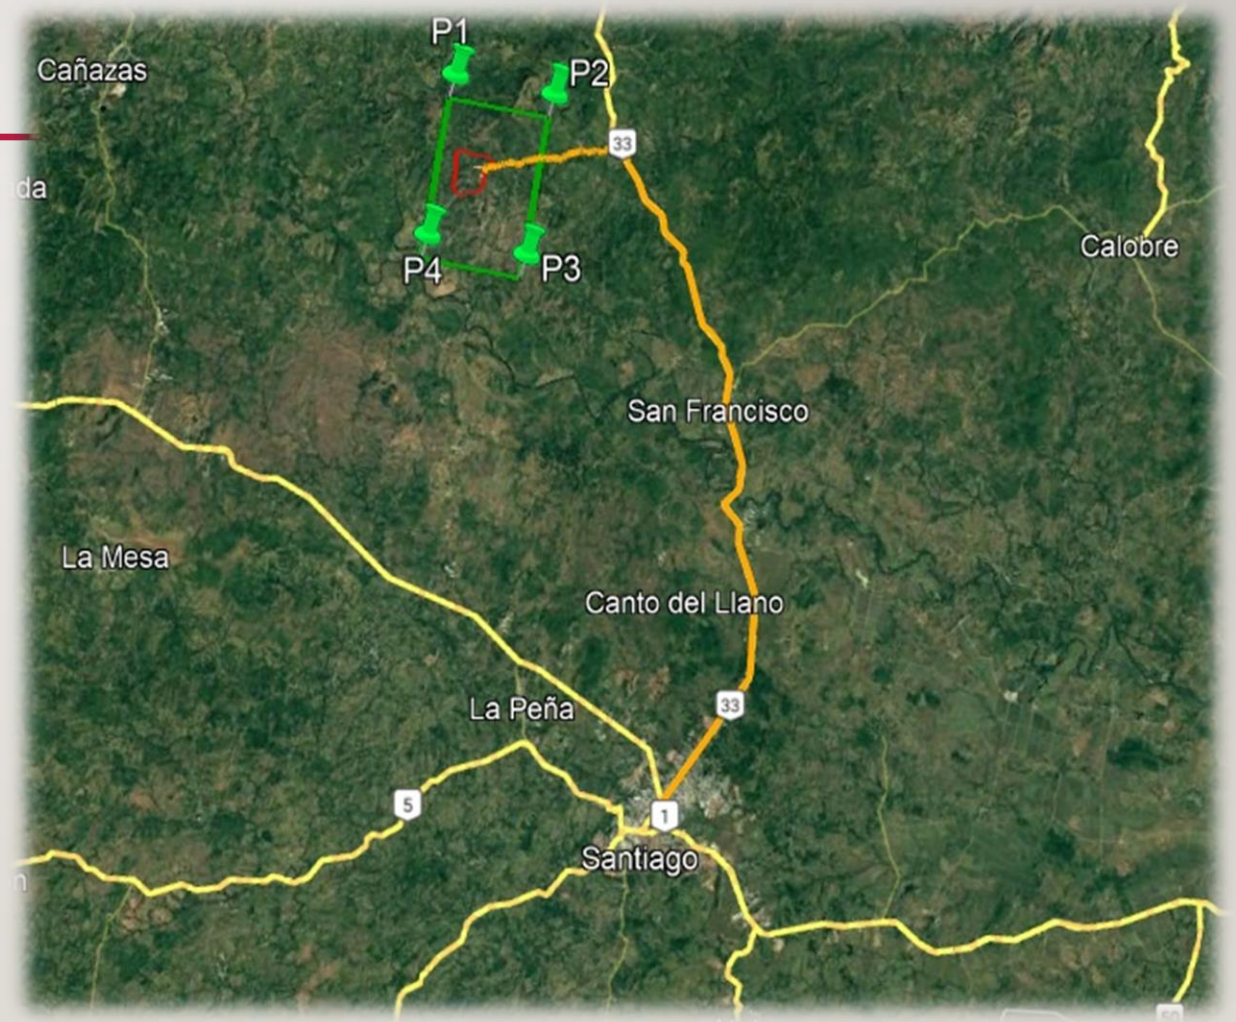 P1
Cañazas
P2
33
da
Calobre
P4
P3
San Francisco
La Mesa
Canto del Llano
La Peña
33
5
1
Santiago
n
50